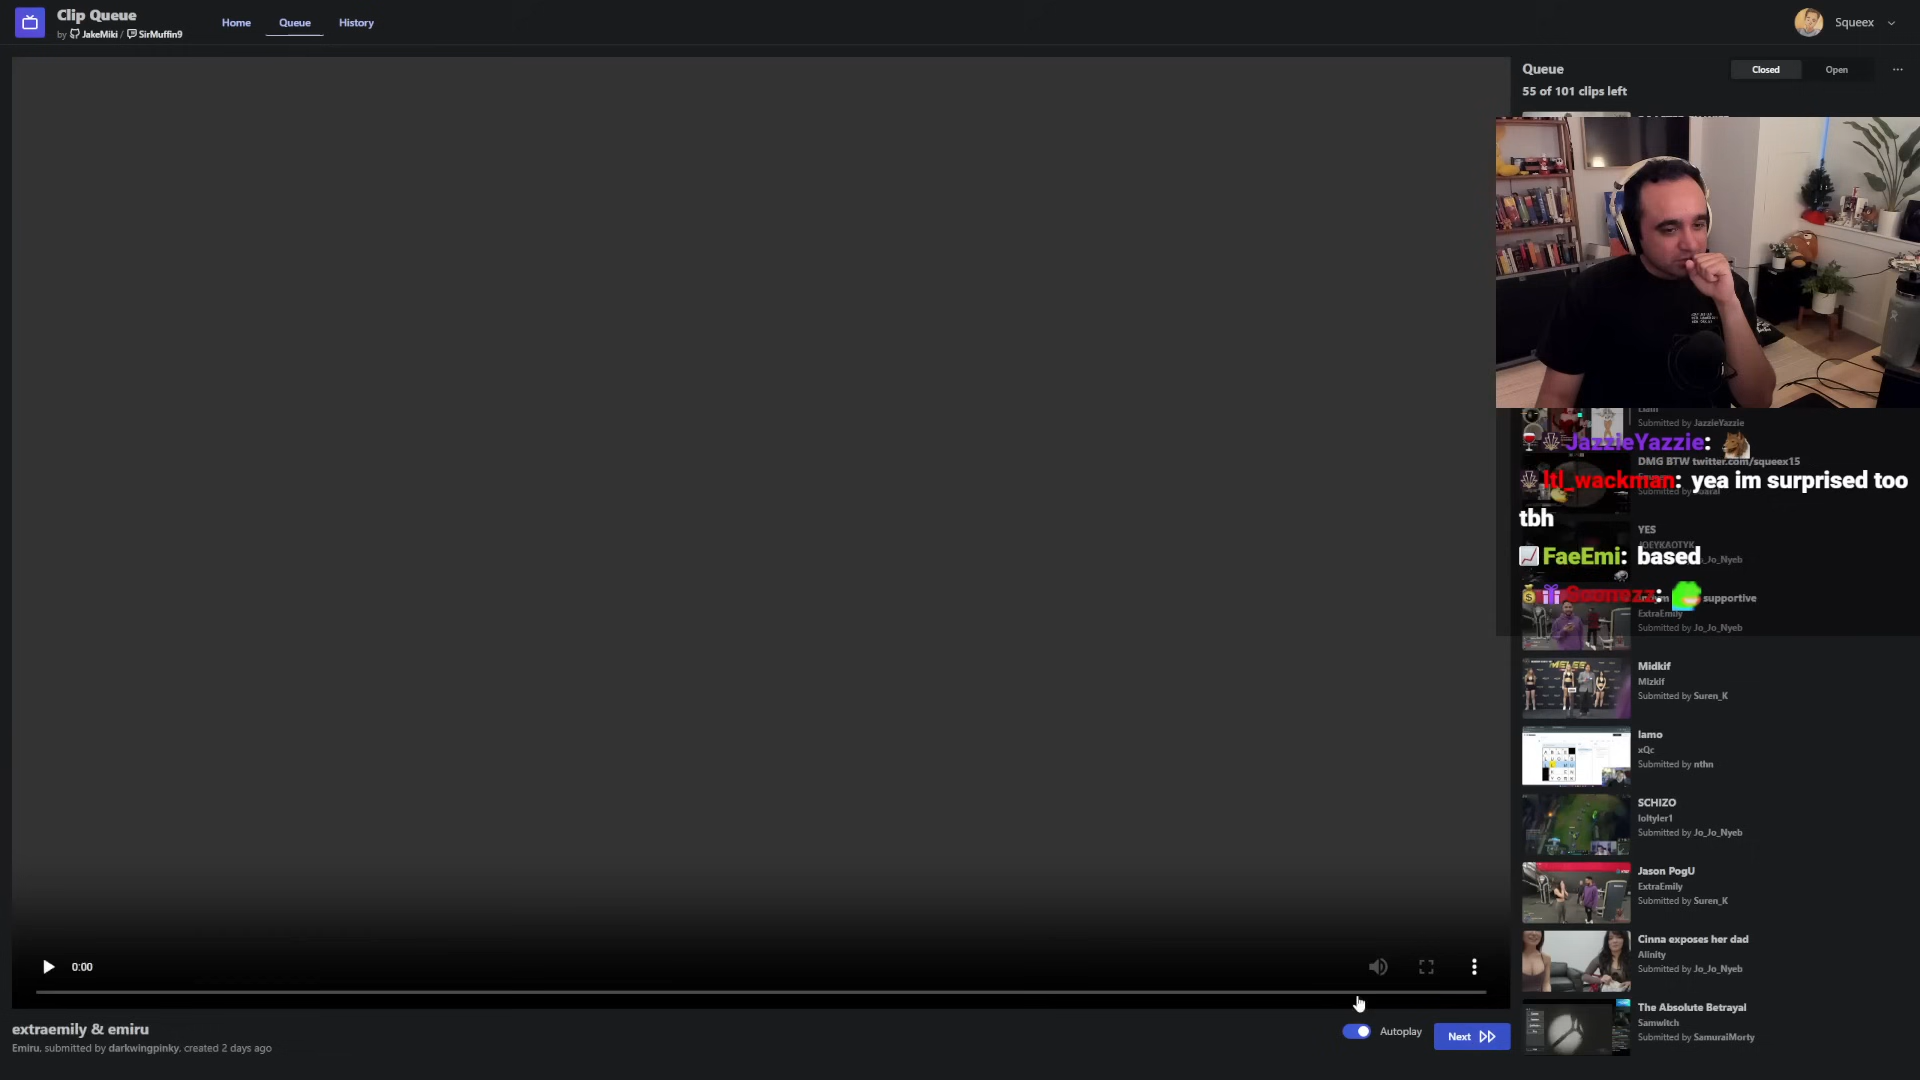 Clip Queue
by JakeMiki / SirMuffin9
Home
Queue
History
Squeex
Queue
Closed
Open
55 of 101 clips left
Submitted by JazzieYazzie
JazzieYazzie:
DMG BTW twitter.com/squeex15
ltl_wackman: yea im surprised too
tbh
YES
JOEYKAOTYK
FaeEmi: based
Jo_Jo_Nyeb
supportive
ExtraEmily
Submitted by Jo_Jo_Nyeb
Midkif
Mizkif
Submitted by Suren_K
lamo
xQc
Submitted by nthn
SCHIZO
loltyler1
Submitted by Jo_Jo_Nyeb
Jason PogU
ExtraEmily
Submitted by Suren_K
Cinna exposes her dad
Alinity
Submitted by Jo_Jo_Nyeb
The Absolute Betrayal
Samwitch
Submitted by SamuraiMorty
0:00
extraemily & emiru
Emiru, submitted by darkwingpinky, created 2 days ago
Autoplay
Next